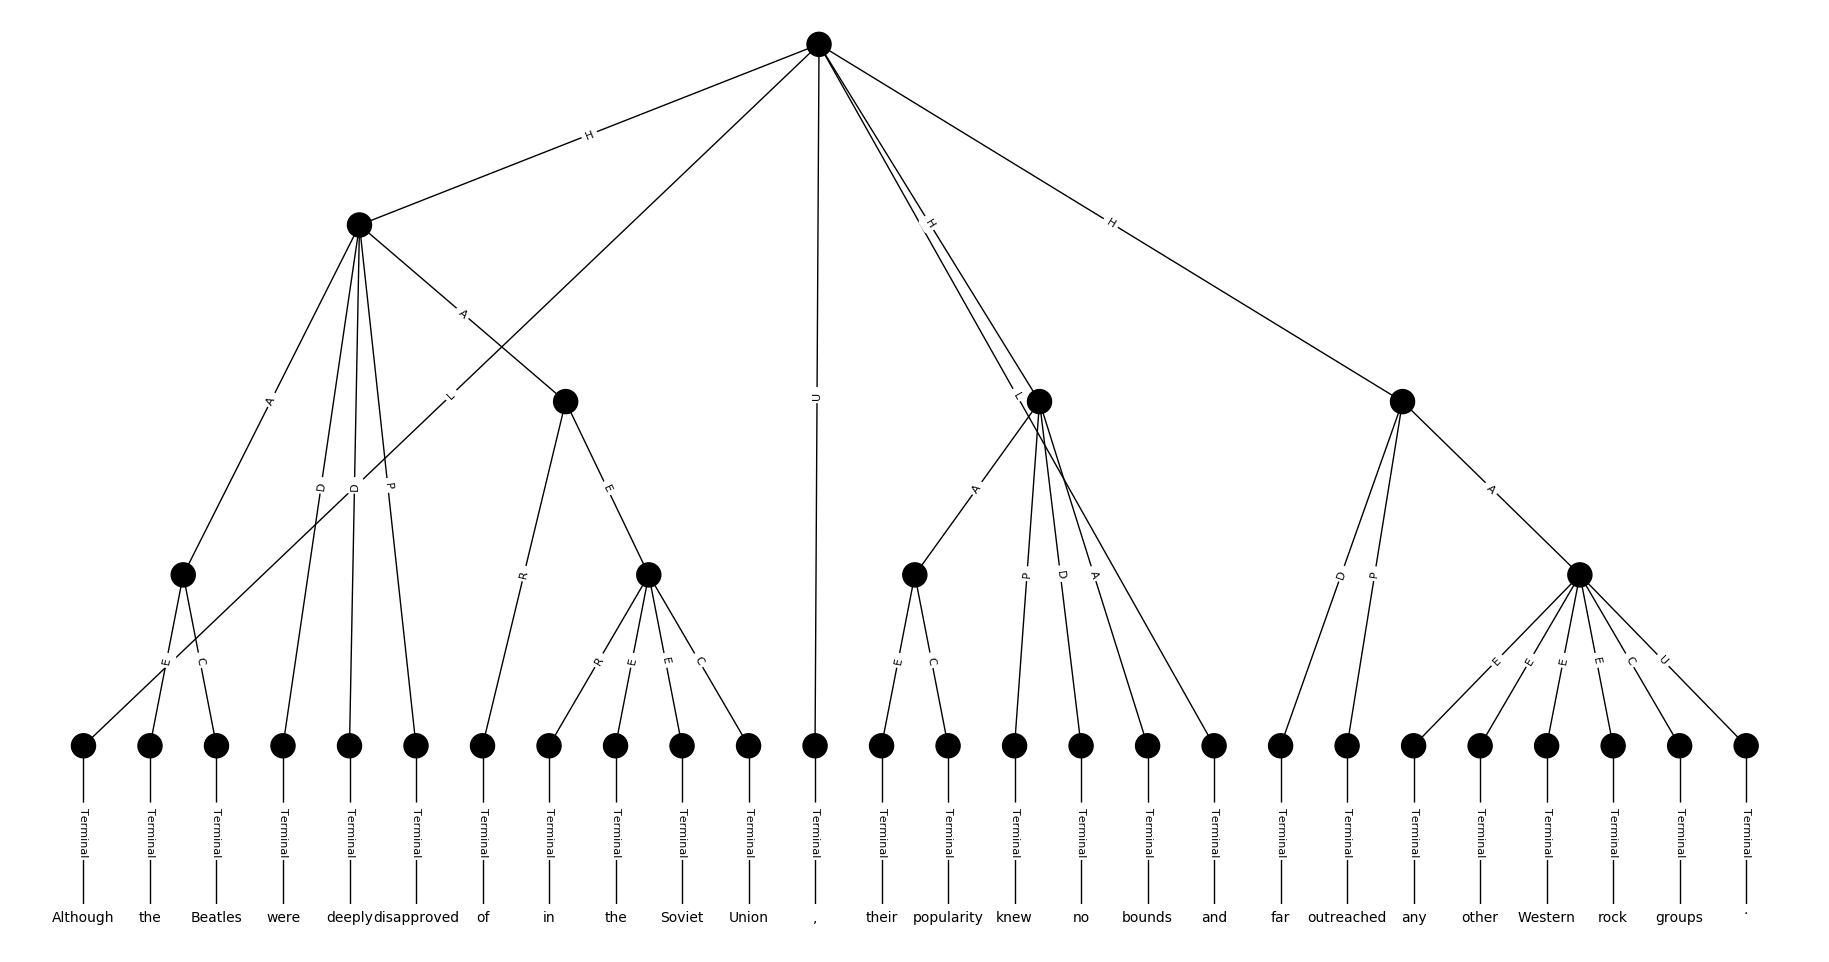 H
H
H
A
A
L
U
L
D
D
P
E
A
A
R
P
D
A
D
P
E
C
R
E
E
C
E
C
E
E
E
E
C
U
Terminal Terminal Terminal Terminal Terminal Terminal Terminal Terminal Terminal Terminal Terminal Terminal Terminal Terminal Terminal Terminal Terminal Terminal Terminal Terminal Terminal Terminal Terminal Terminal Terminal Terminal
Although the Beatles were deeply disapproved of in the Soviet Union , their popularity knew no bounds and far outreached any other Western rock groups .